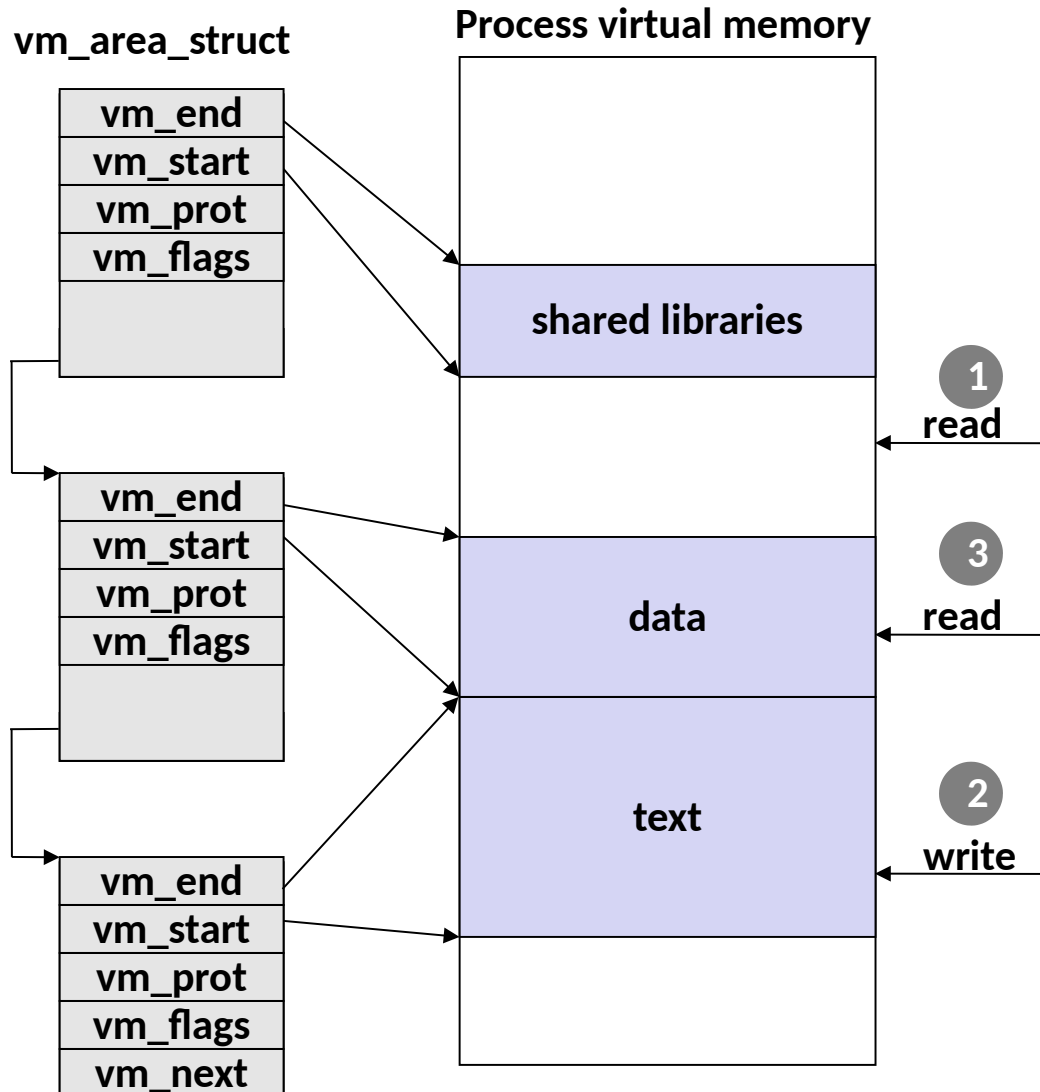 Process virtual memory
vm_area_struct
vm_end
vm_start
vm_prot
vm_flags
shared libraries
1
read
vm_end
vm_start
vm_prot
vm_flags
data
3
read
text
2
write
vm_end
vm_start
vm_prot
vm_flags
vm_next